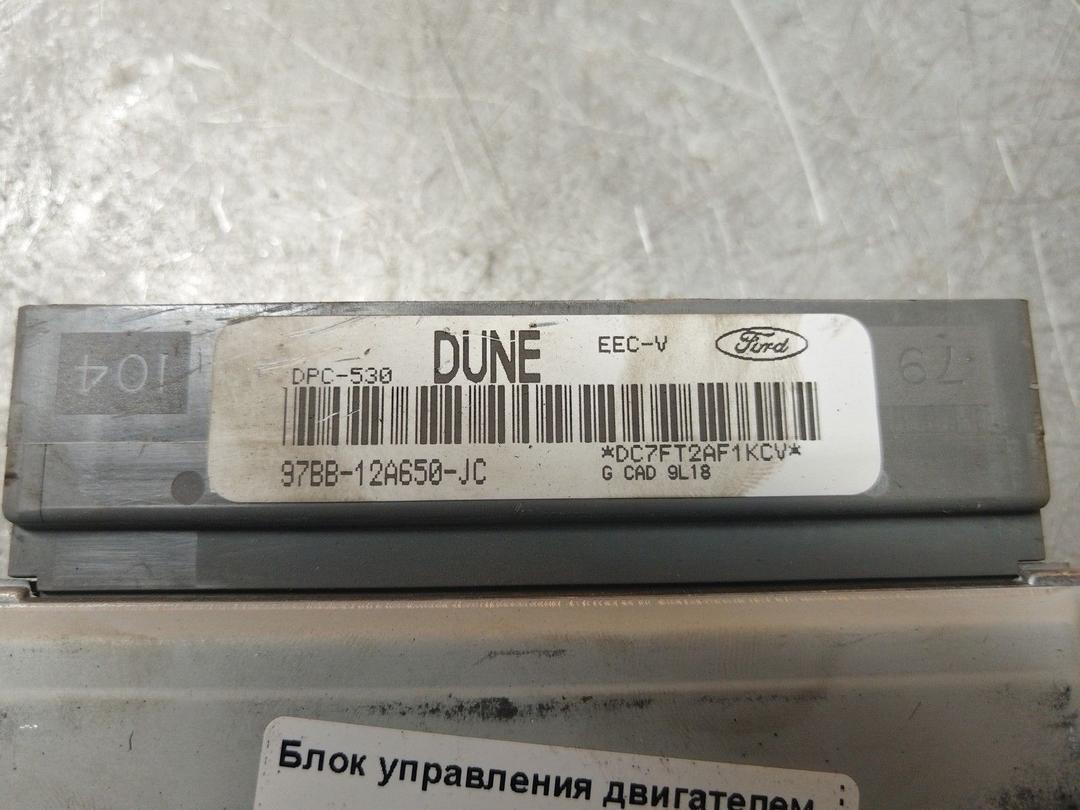 DUNE
EEC-V
Ford
DPC-530
104
79
*DC7FT2AF1KCV*
97BB-12A650-JC
G CAD 9L18
Блок управления двигателем